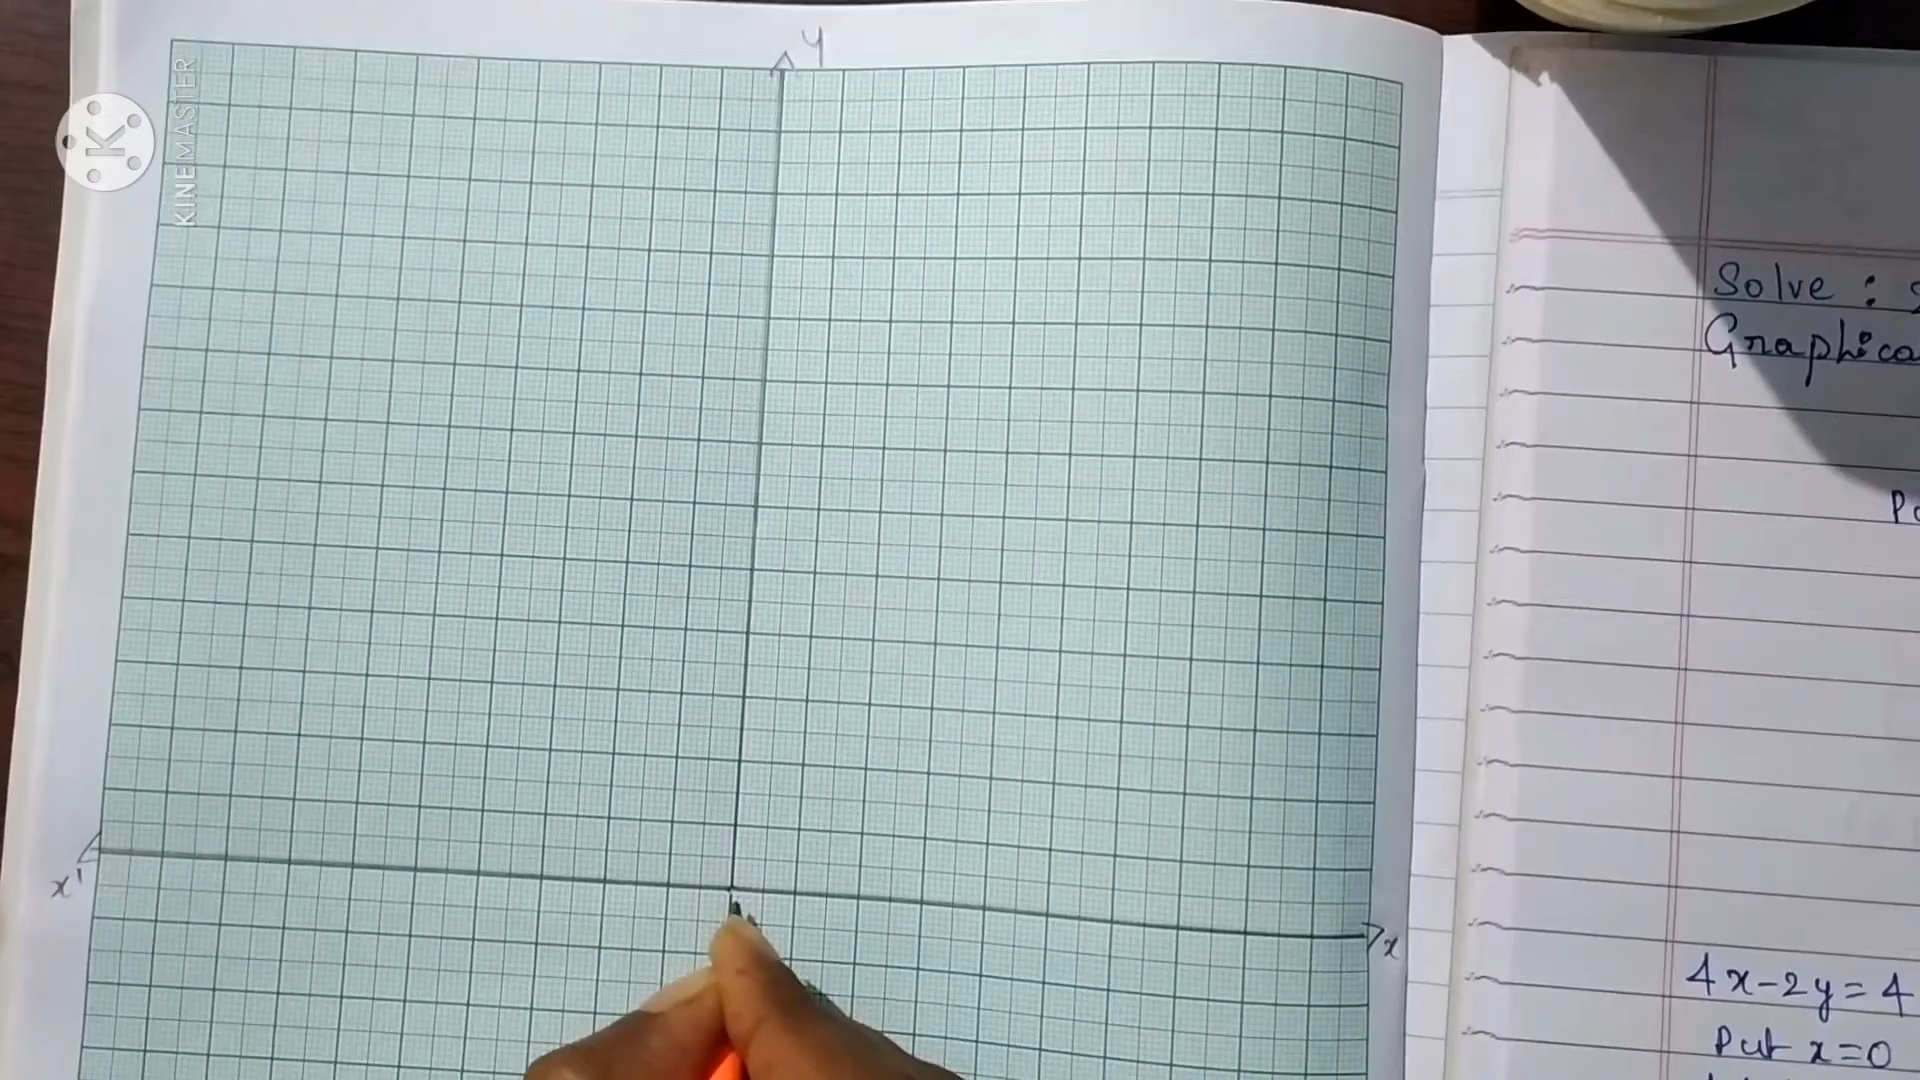 y
K
KINEMASTER
x'
x
Solve :
Graphica
4x-2y=4
Put x=0